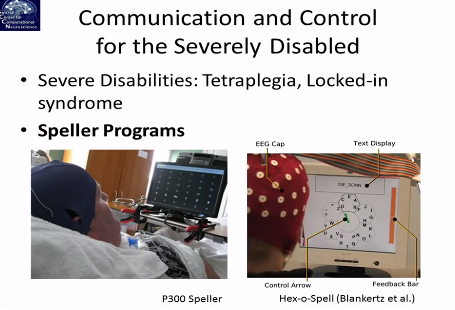 Communication and Control
for the Severely Disabled
• Severe Disabilities: Tetraplegia, Locked-in
syndrome
• Speller Programs
EEG Cap
Text Display
DIE_SONN
Control Arrow
Feedback Bar
P300 Speller
Hex-o-Spell (Blankertz et al.)